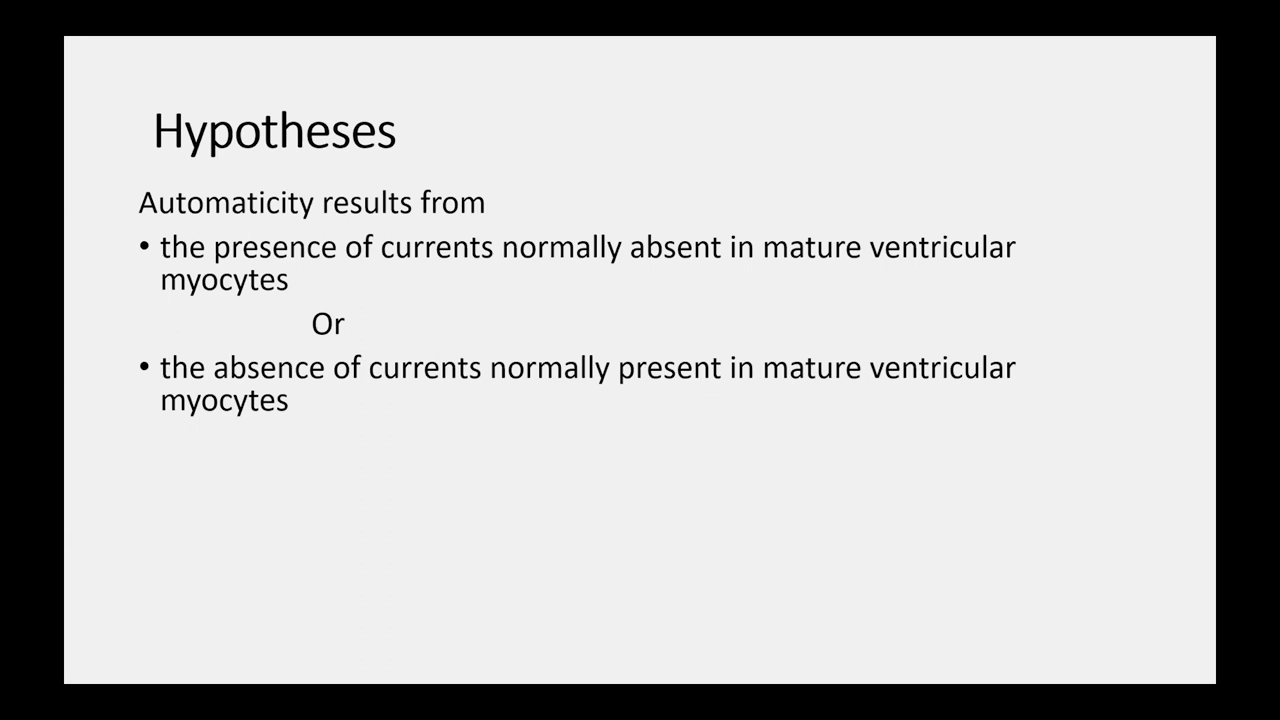 Hypotheses
Automaticity results from
• the presence of currents normally absent in mature ventricular
myocytes
Or
• the absence of currents normally present in mature ventricular
myocytes